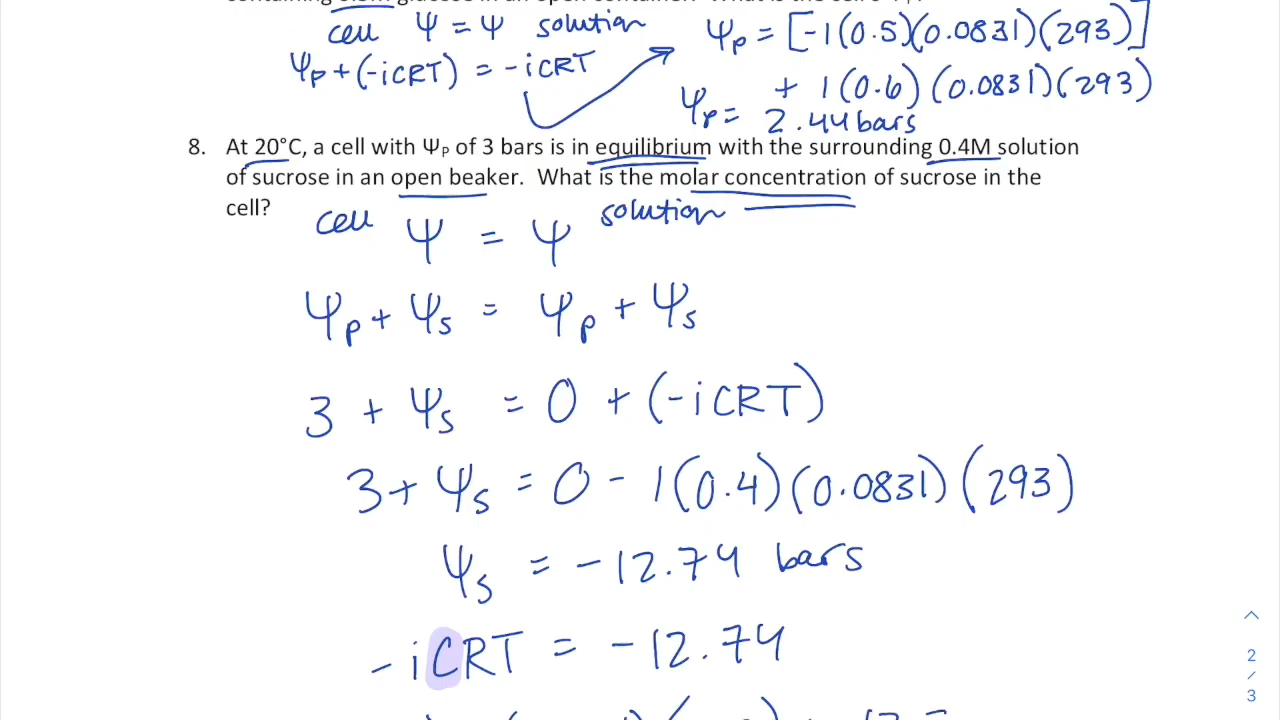 cell Ψ = Ψ solution
Ψp + (-iCRT) = -iCRT
Ψp = [-1(0.5)(0.0831)(293)]
+ 1(0.6)(0.0831)(293)
Ψp = 2.44 bars
8. At 20°C, a cell with ΨP of 3 bars is in equilibrium with the surrounding 0.4M solution
of sucrose in an open beaker. What is the molar concentration of sucrose in the
cell?
cell Ψ = Ψ solution
Ψp + Ψs = Ψp + Ψs
3 + Ψs = 0 + (-iCRT)
3 + Ψs = 0 - 1(0.4)(0.0831)(293)
Ψs = -12.74 bars
-iCRT = -12.74
2
/
3